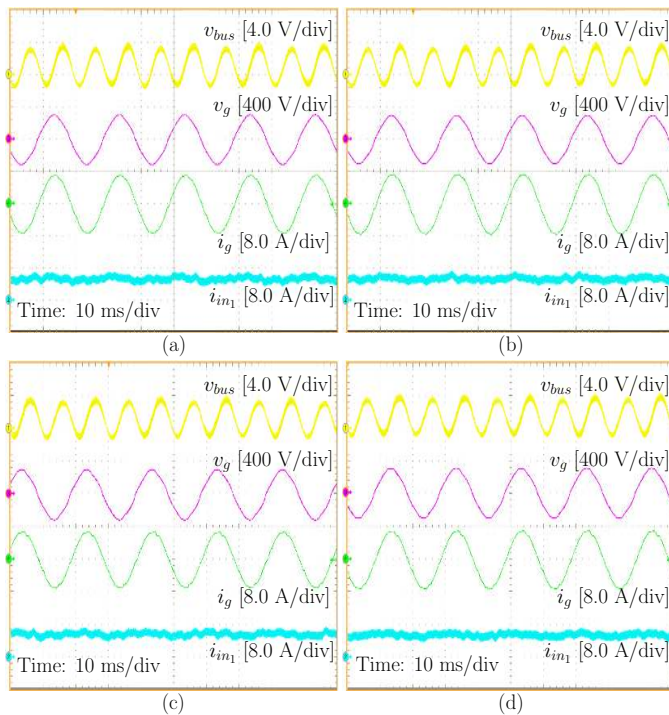 v_bus [4.0 V/div]
v_g [400 V/div]
i_g [8.0 A/div]
i_in1 [8.0 A/div]
Time: 10 ms/div
(a)
v_bus [4.0 V/div]
v_g [400 V/div]
i_g [8.0 A/div]
i_in1 [8.0 A/div]
Time: 10 ms/div
(b)
v_bus [4.0 V/div]
v_g [400 V/div]
i_g [8.0 A/div]
i_in1 [8.0 A/div]
Time: 10 ms/div
(c)
v_bus [4.0 V/div]
v_g [400 V/div]
i_g [8.0 A/div]
i_in1 [8.0 A/div]
Time: 10 ms/div
(d)